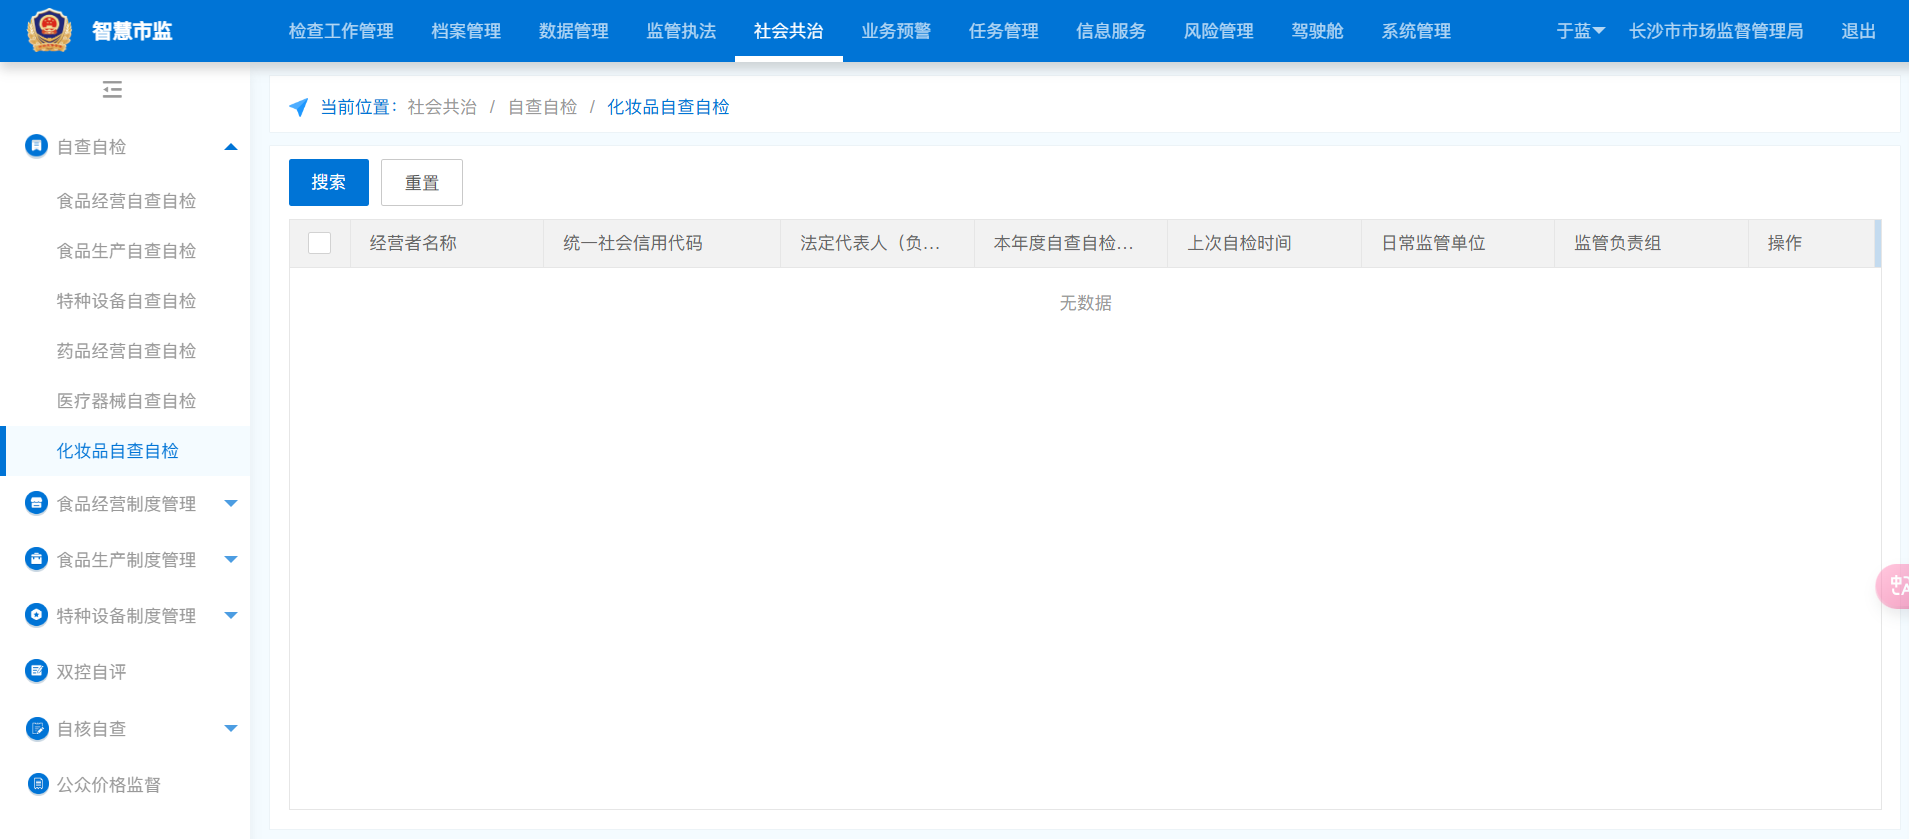 智慧市监
检查工作管理 档案管理 数据管理 监管执法 社会共治 业务预警 任务管理 信息服务 风险管理 驾驶舱 系统管理 于蓝 长沙市市场监督管理局 退出
当前位置: 社会共治 / 自查自检 / 化妆品自查自检
自查自检
食品经营自查自检
食品生产自查自检
特种设备自查自检
药品经营自查自检
医疗器械自查自检
化妆品自查自检
食品经营制度管理
食品生产制度管理
特种设备制度管理
双控自评
自核自查
公众价格监督
搜索 重置
经营者名称 统一社会信用代码 法定代表人（负... 本年度自查自检... 上次自检时间 日常监管单位 监管负责组 操作
无数据
中
A